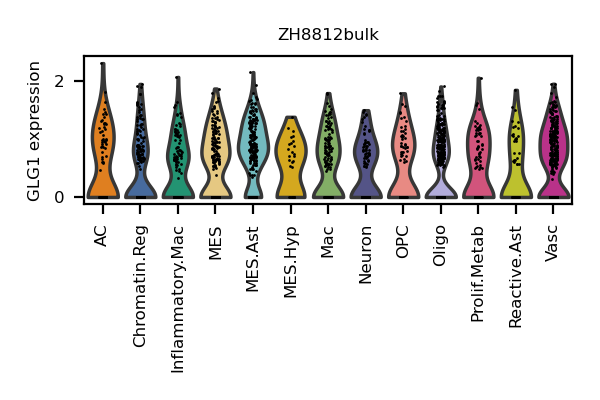 ZH8812bulk
GLG1 expression
2
0
AC
Chromatin.Reg
Inflammatory.Mac
MES
MES.Ast
MES.Hyp
Mac
Neuron
OPC
Oligo
Prolif.Metab
Reactive.Ast
Vasc